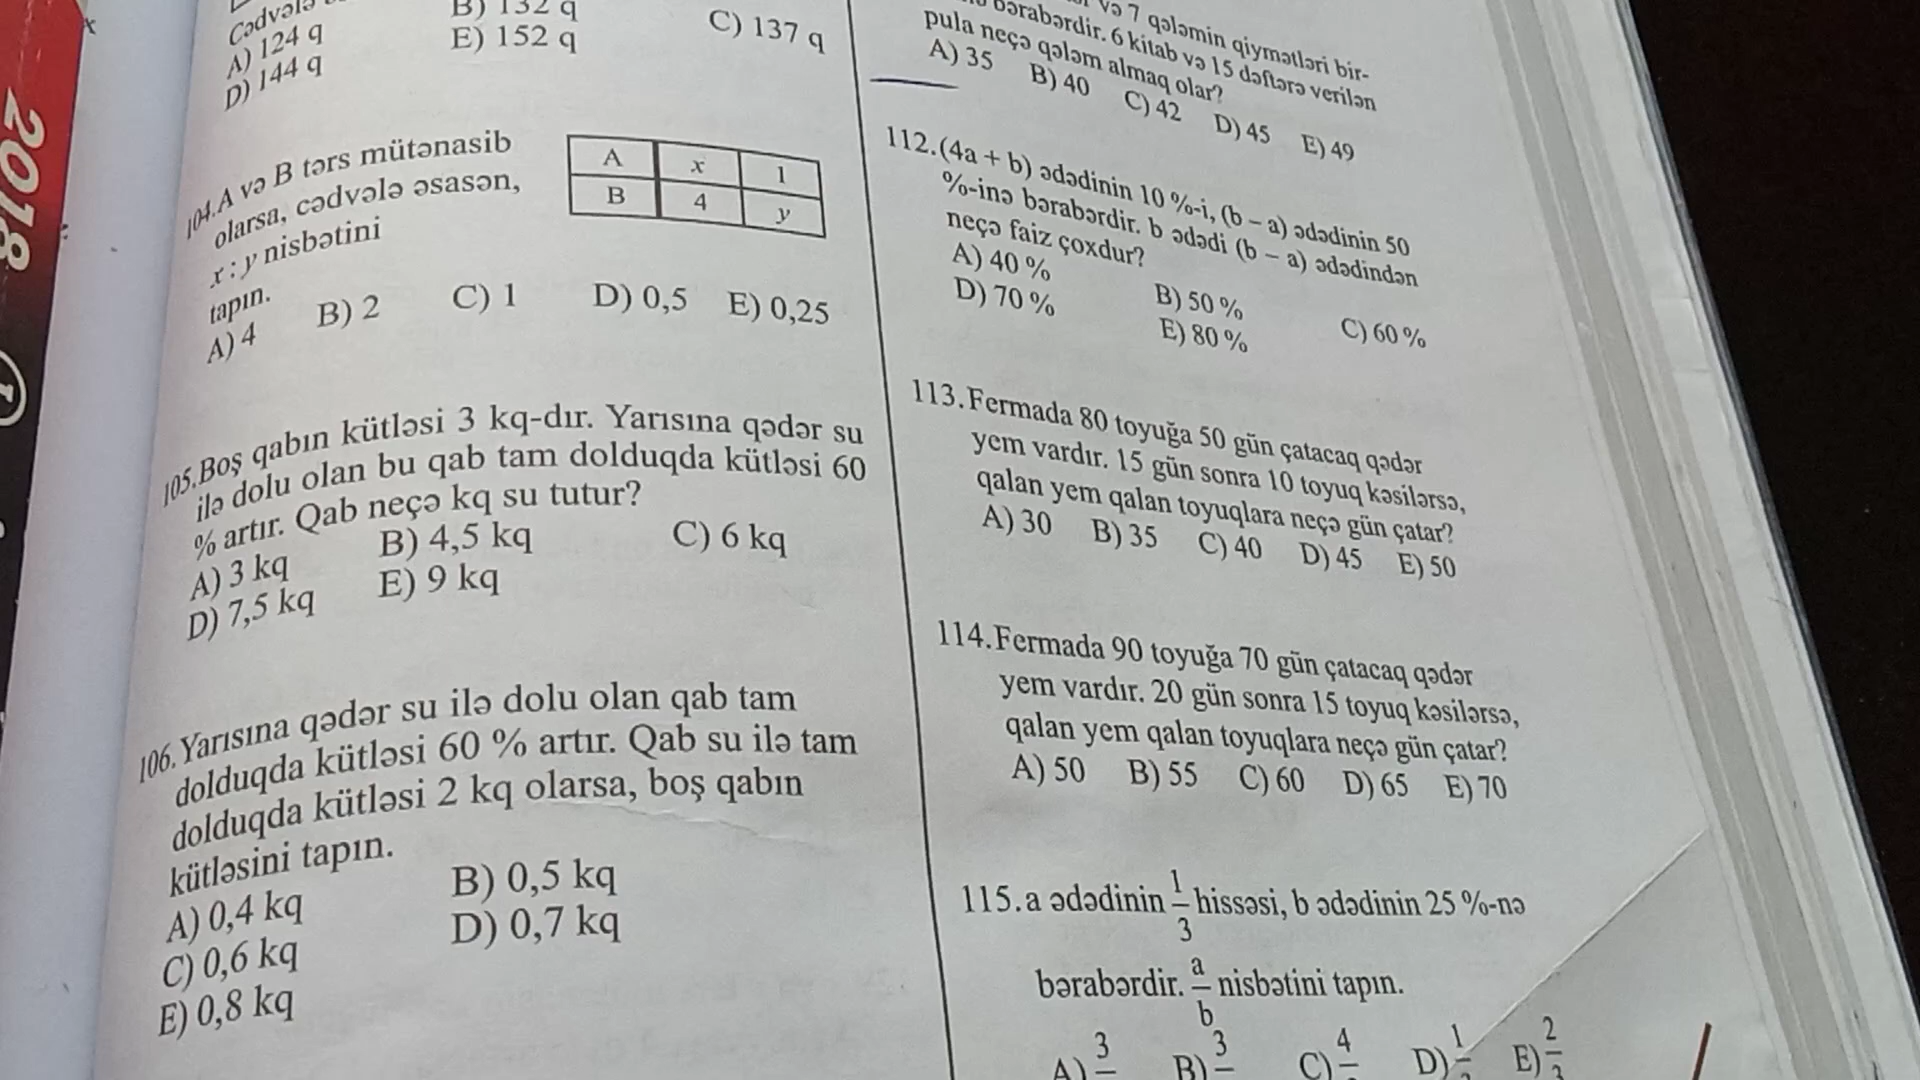 2018
A) 124 q
B) 132 q
C) 137 q
D) 144 q
E) 152 q
104.A və B tərs mütənasib
olarsa, cədvələ əsasən,
x : y nisbətini
tapın.
A x 1
B 4 y
A) 4 B) 2 C) 1 D) 0,5 E) 0,25
105.Boş qabın kütləsi 3 kq-dır. Yarısına qədər su
ilə dolu olan bu qab tam dolduqda kütləsi 60
% artır. Qab neçə kq su tutur?
A) 3 kq B) 4,5 kq C) 6 kq
D) 7,5 kq E) 9 kq
106.Yarısına qədər su ilə dolu olan qab tam
dolduqda kütləsi 60 % artır. Qab su ilə tam
dolduqda kütləsi 2 kq olarsa, boş qabın
kütləsini tapın.
A) 0,4 kq B) 0,5 kq
C) 0,6 kq D) 0,7 kq
E) 0,8 kq
və 7 qələmin qiymətləri bir-
bərabərdir. 6 kitab və 15 dəftərə verilən
pula neçə qələm almaq olar?
A) 35 B) 40 C) 42 D) 45 E) 49
112.(4a + b) ədədinin 10 %-i, (b – a) ədədinin 50
%-inə bərabərdir. b ədədi (b – a) ədədindən
neçə faiz çoxdur?
A) 40 % B) 50 % C) 60 %
D) 70 % E) 80 %
113.Fermada 80 toyuğa 50 gün çatacaq qədər
yem vardır. 15 gün sonra 10 toyuq kəsilərsə,
qalan yem qalan toyuqlara neçə gün çatar?
A) 30 B) 35 C) 40 D) 45 E) 50
114.Fermada 90 toyuğa 70 gün çatacaq qədər
yem vardır. 20 gün sonra 15 toyuq kəsilərsə,
qalan yem qalan toyuqlara neçə gün çatar?
A) 50 B) 55 C) 60 D) 65 E) 70
115.a ədədinin 1/3 hissəsi, b ədədinin 25 %-nə
bərabərdir. a/b nisbətini tapın.
A) 3 B) 3 C) 4 D) 1 E) 2/3